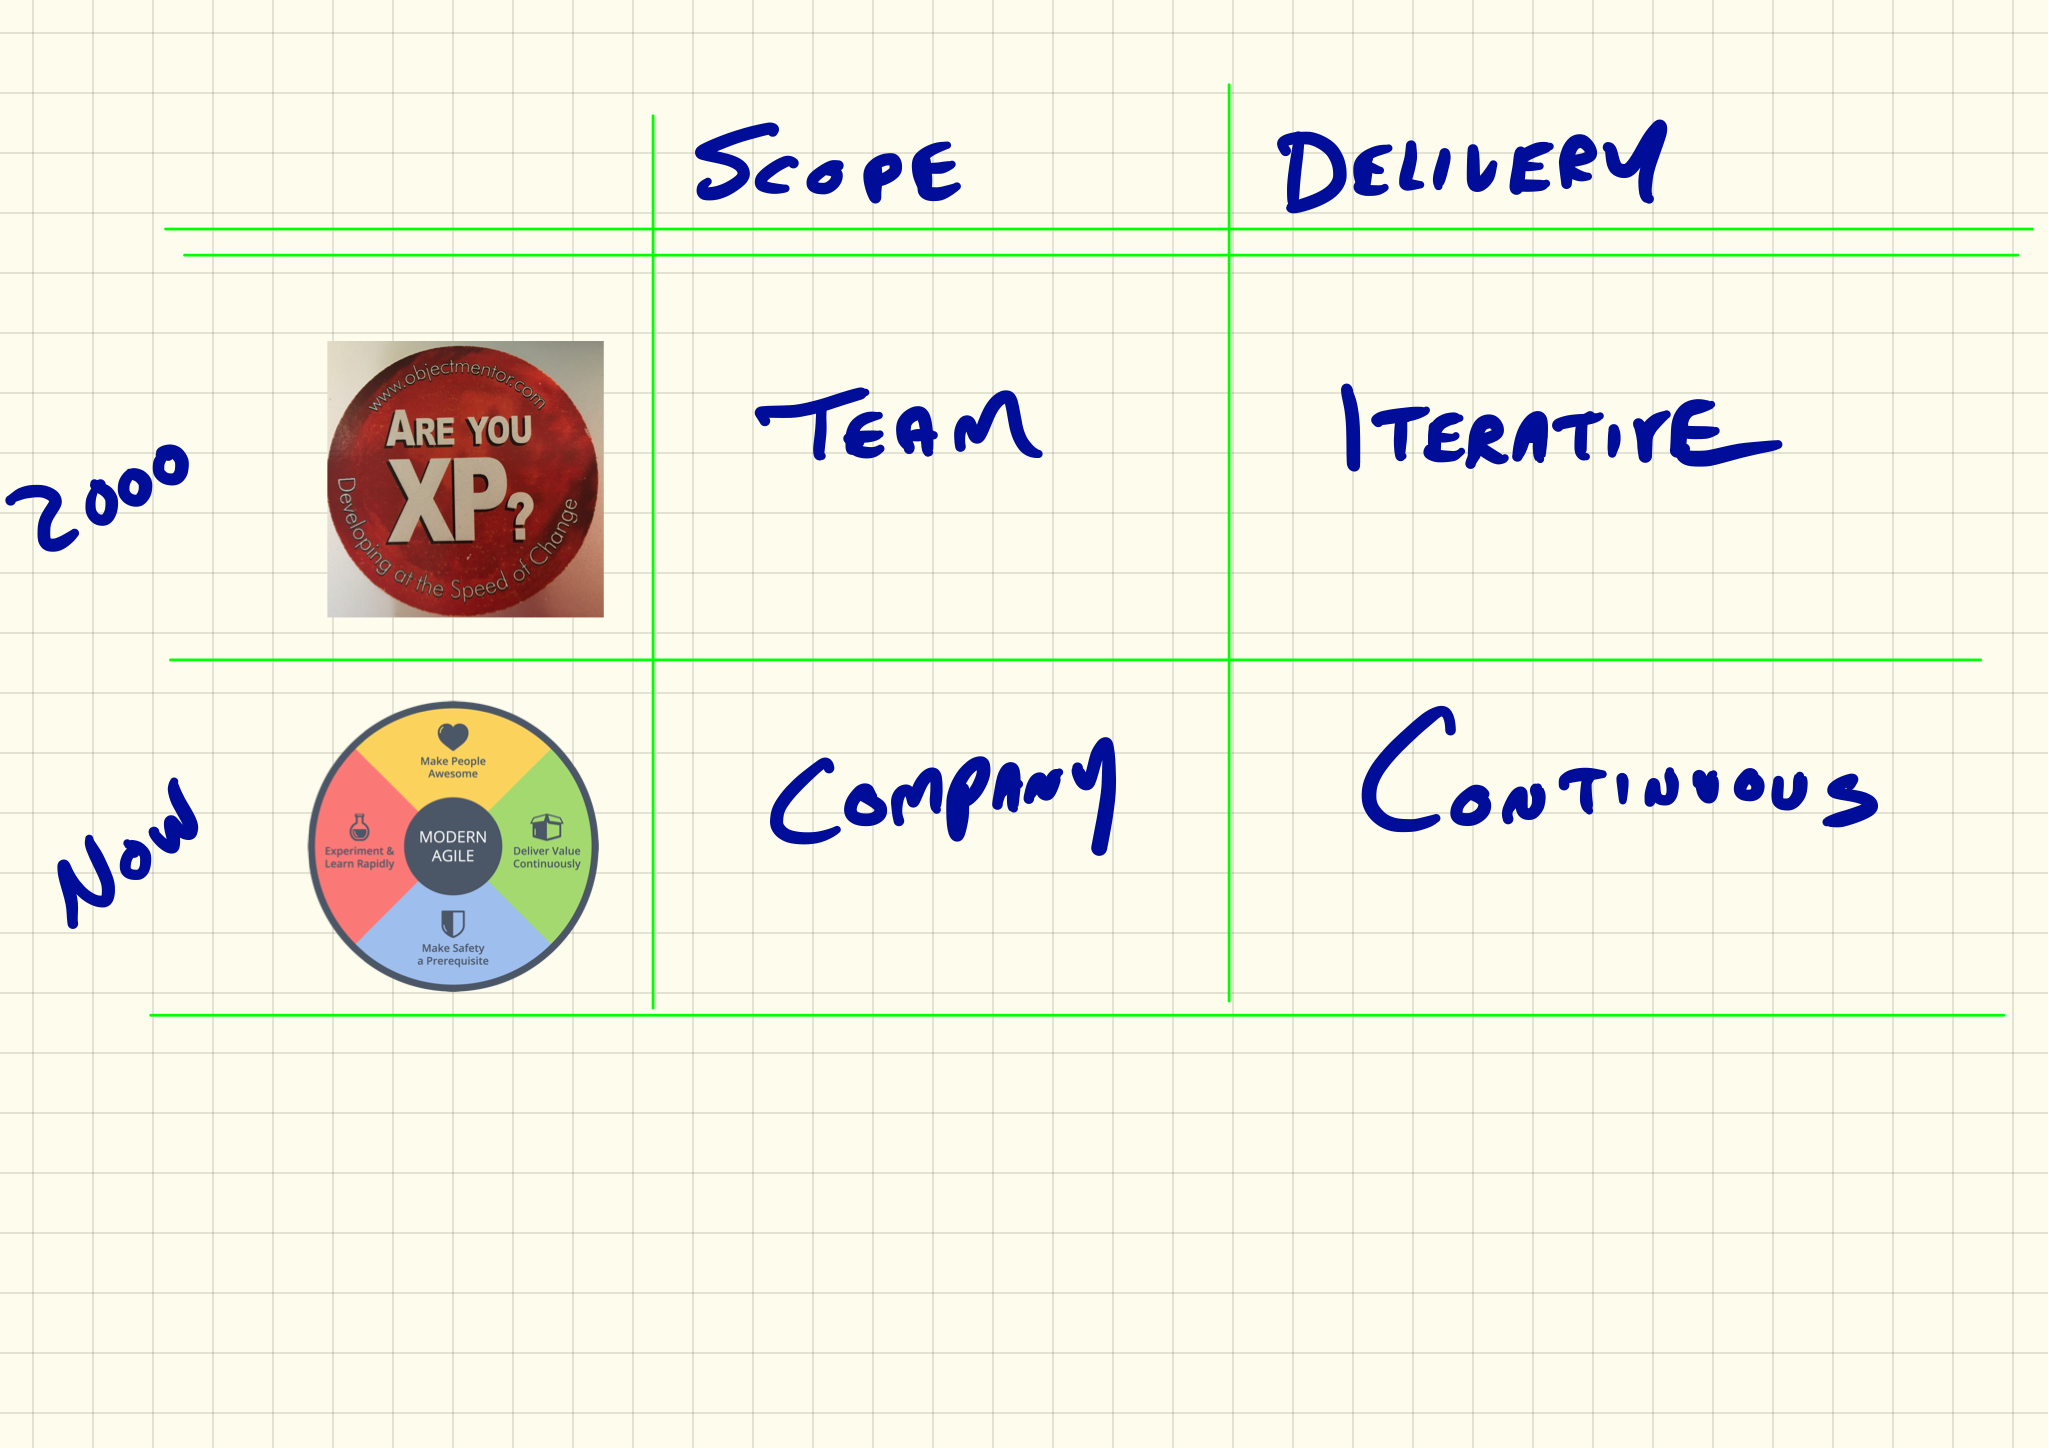 SCOPE
DELIVERY
2000
www.objectmentor.com
ARE YOU
XP?
Developing at the Speed of Change
TEAM
ITERATIVE
NOW
Make People
Awesome
Experiment &
Learn Rapidly
MODERN
AGILE
Deliver Value
Continuously
Make Safety
a Prerequisite
COMPANY
CONTINUOUS